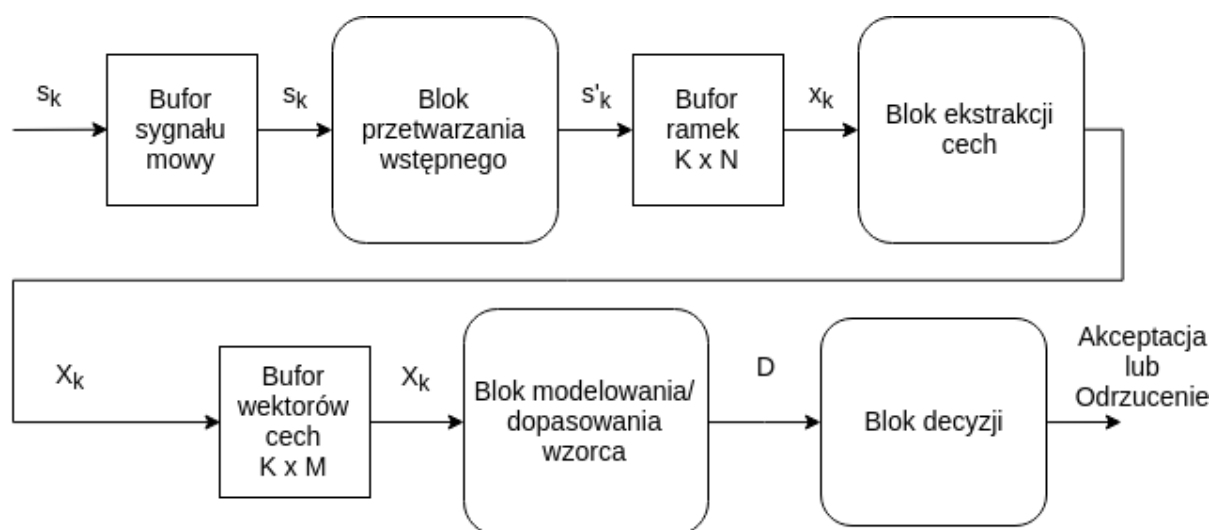 s_k
Bufor
sygnału
mowy
s_k
Blok
przetwarzania
wstępnego
s'_k
Bufor
ramek
K x N
x_k
Blok ekstrakcji
cech
X_k
Bufor
wektorów
cech
K x M
X_k
Blok modelowania/
dopasowania
wzorca
D
Blok decyzji
Akceptacja
lub
Odrzucenie